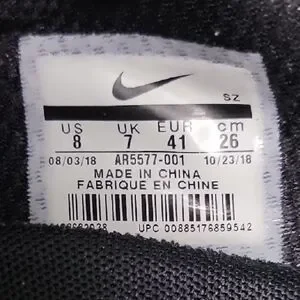 SZ
US UK EUR cm
8 7 41 26
08/03/18 AR5577-001 10/23/18
MADE IN CHINA
FABRIQUE EN CHINE
UPC 00885176859542